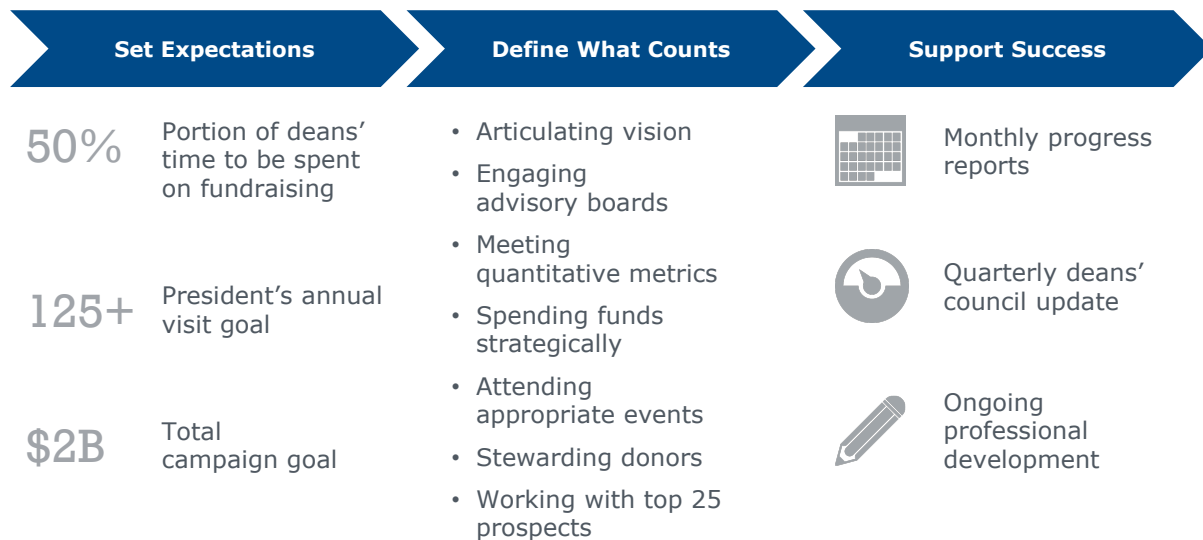 Set Expectations
Define What Counts
Support Success
50%
Portion of deans’
time to be spent
on fundraising
125+
President’s annual
visit goal
$2B
Total
campaign goal
• Articulating vision
• Engaging
advisory boards
• Meeting
quantitative metrics
• Spending funds
strategically
• Attending
appropriate events
• Stewarding donors
• Working with top 25
prospects
Monthly progress
reports
Quarterly deans’
council update
Ongoing
professional
development